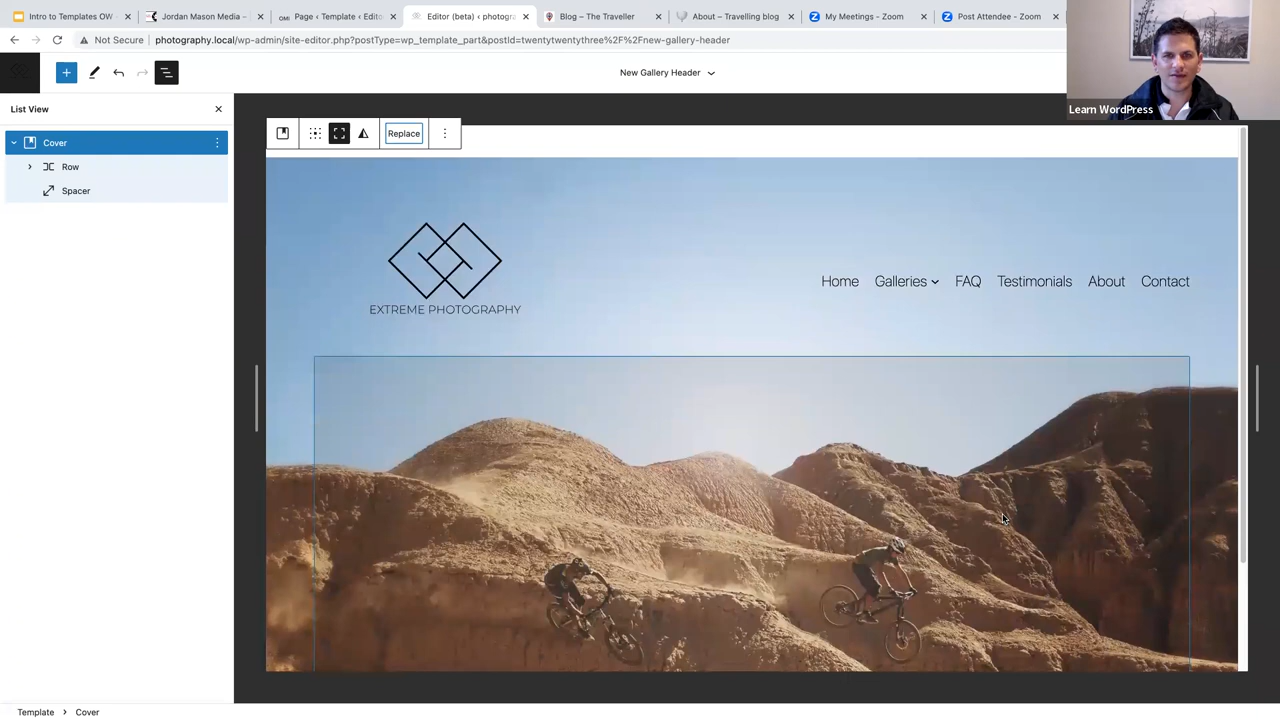 Intro to Templates OW
Jordan Mason Media –
Page ‹ Template ‹ Edito
Editor (beta) ‹ photogra
Blog – The Traveller
About – Travelling blog
My Meetings - Zoom
Post Attendee - Zoom
Not Secure
photography.local/wp-admin/site-editor.php?postType=wp_template_part&postId=twentytwentythree%2F%2Fnew-gallery-header
New Gallery Header
Learn WordPress
List View
Replace
Cover
Row
Spacer
EXTREME PHOTOGRAPHY
Home Galleries FAQ Testimonials About Contact
Template > Cover